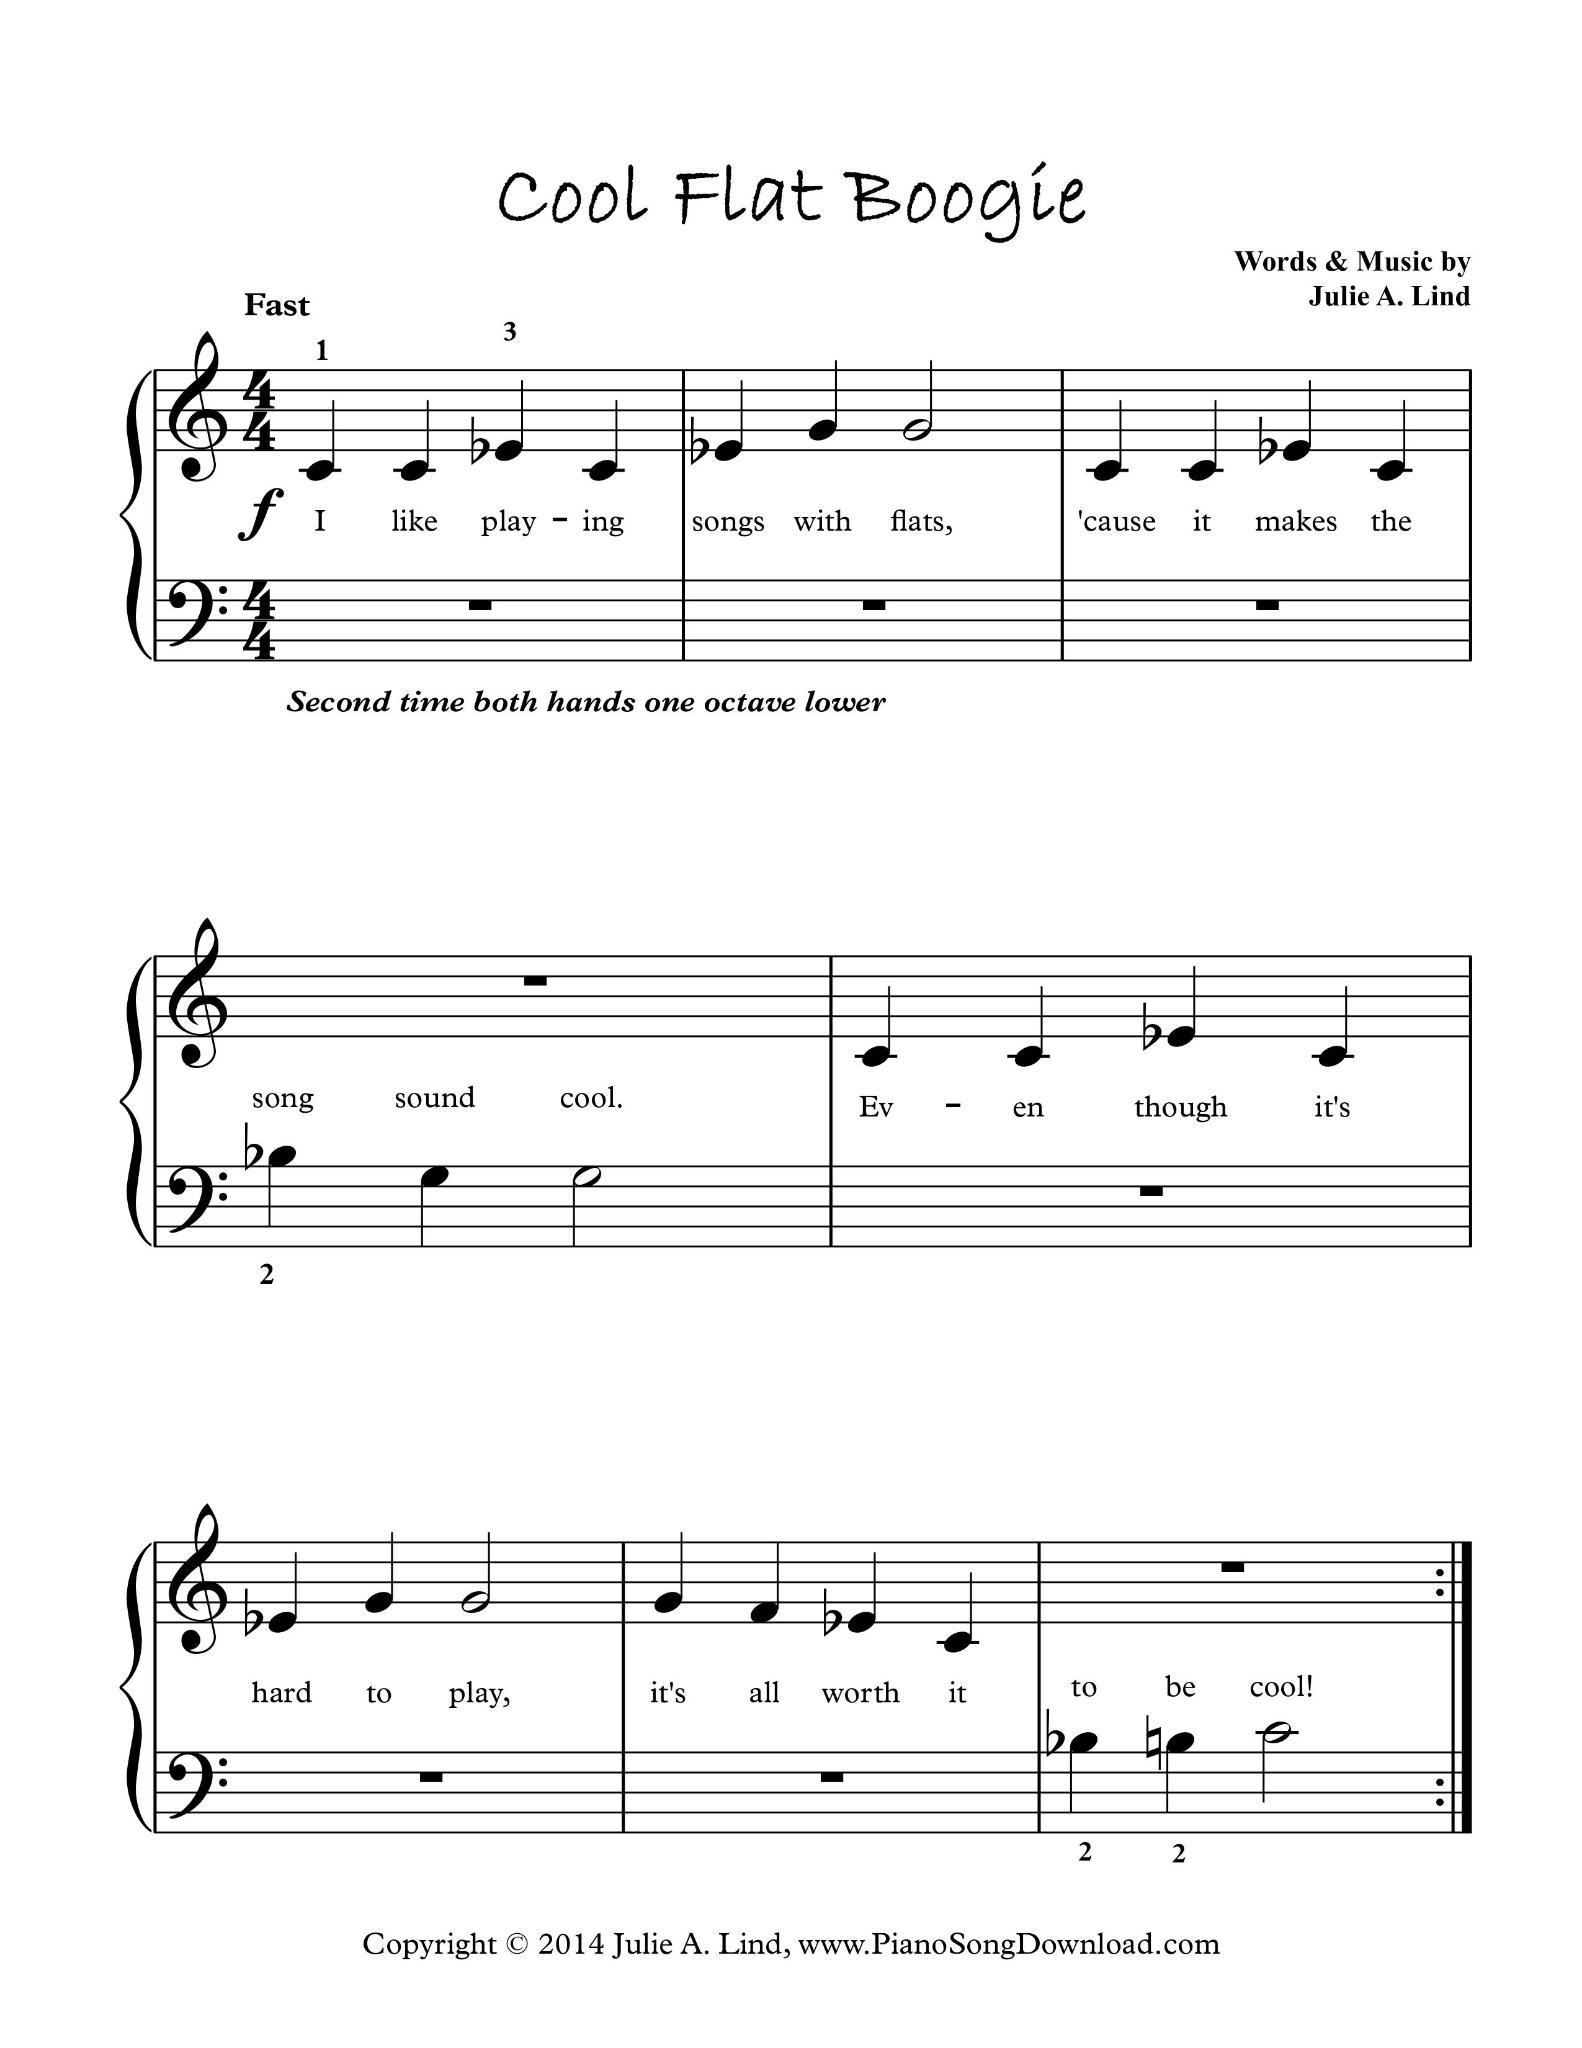 Cool Flat Boogie
Words & Music by
Julie A. Lind
Fast
1 3
4 4
f I like play - ing songs with flats, 'cause it makes the
4 4
Second time both hands one octave lower
song sound cool. Ev - en though it's
2
hard to play, it's all worth it to be cool!
2 2
Copyright © 2014 Julie A. Lind, www.PianoSongDownload.com